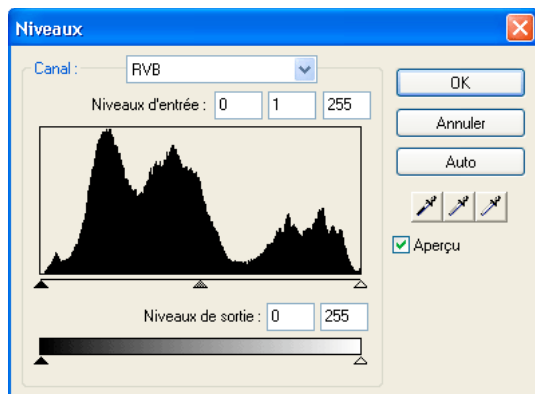 Niveaux
Canal : RVB
Niveaux d'entrée : 0 1 255
OK
Annuler
Auto
Aperçu
Niveaux de sortie : 0 255